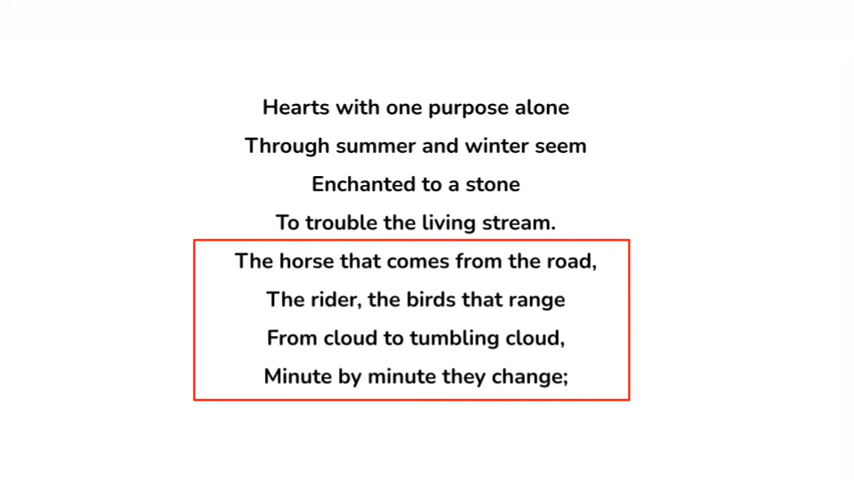 Hearts with one purpose alone
Through summer and winter seem
Enchanted to a stone
To trouble the living stream.
The horse that comes from the road,
The rider, the birds that range
From cloud to tumbling cloud,
Minute by minute they change;